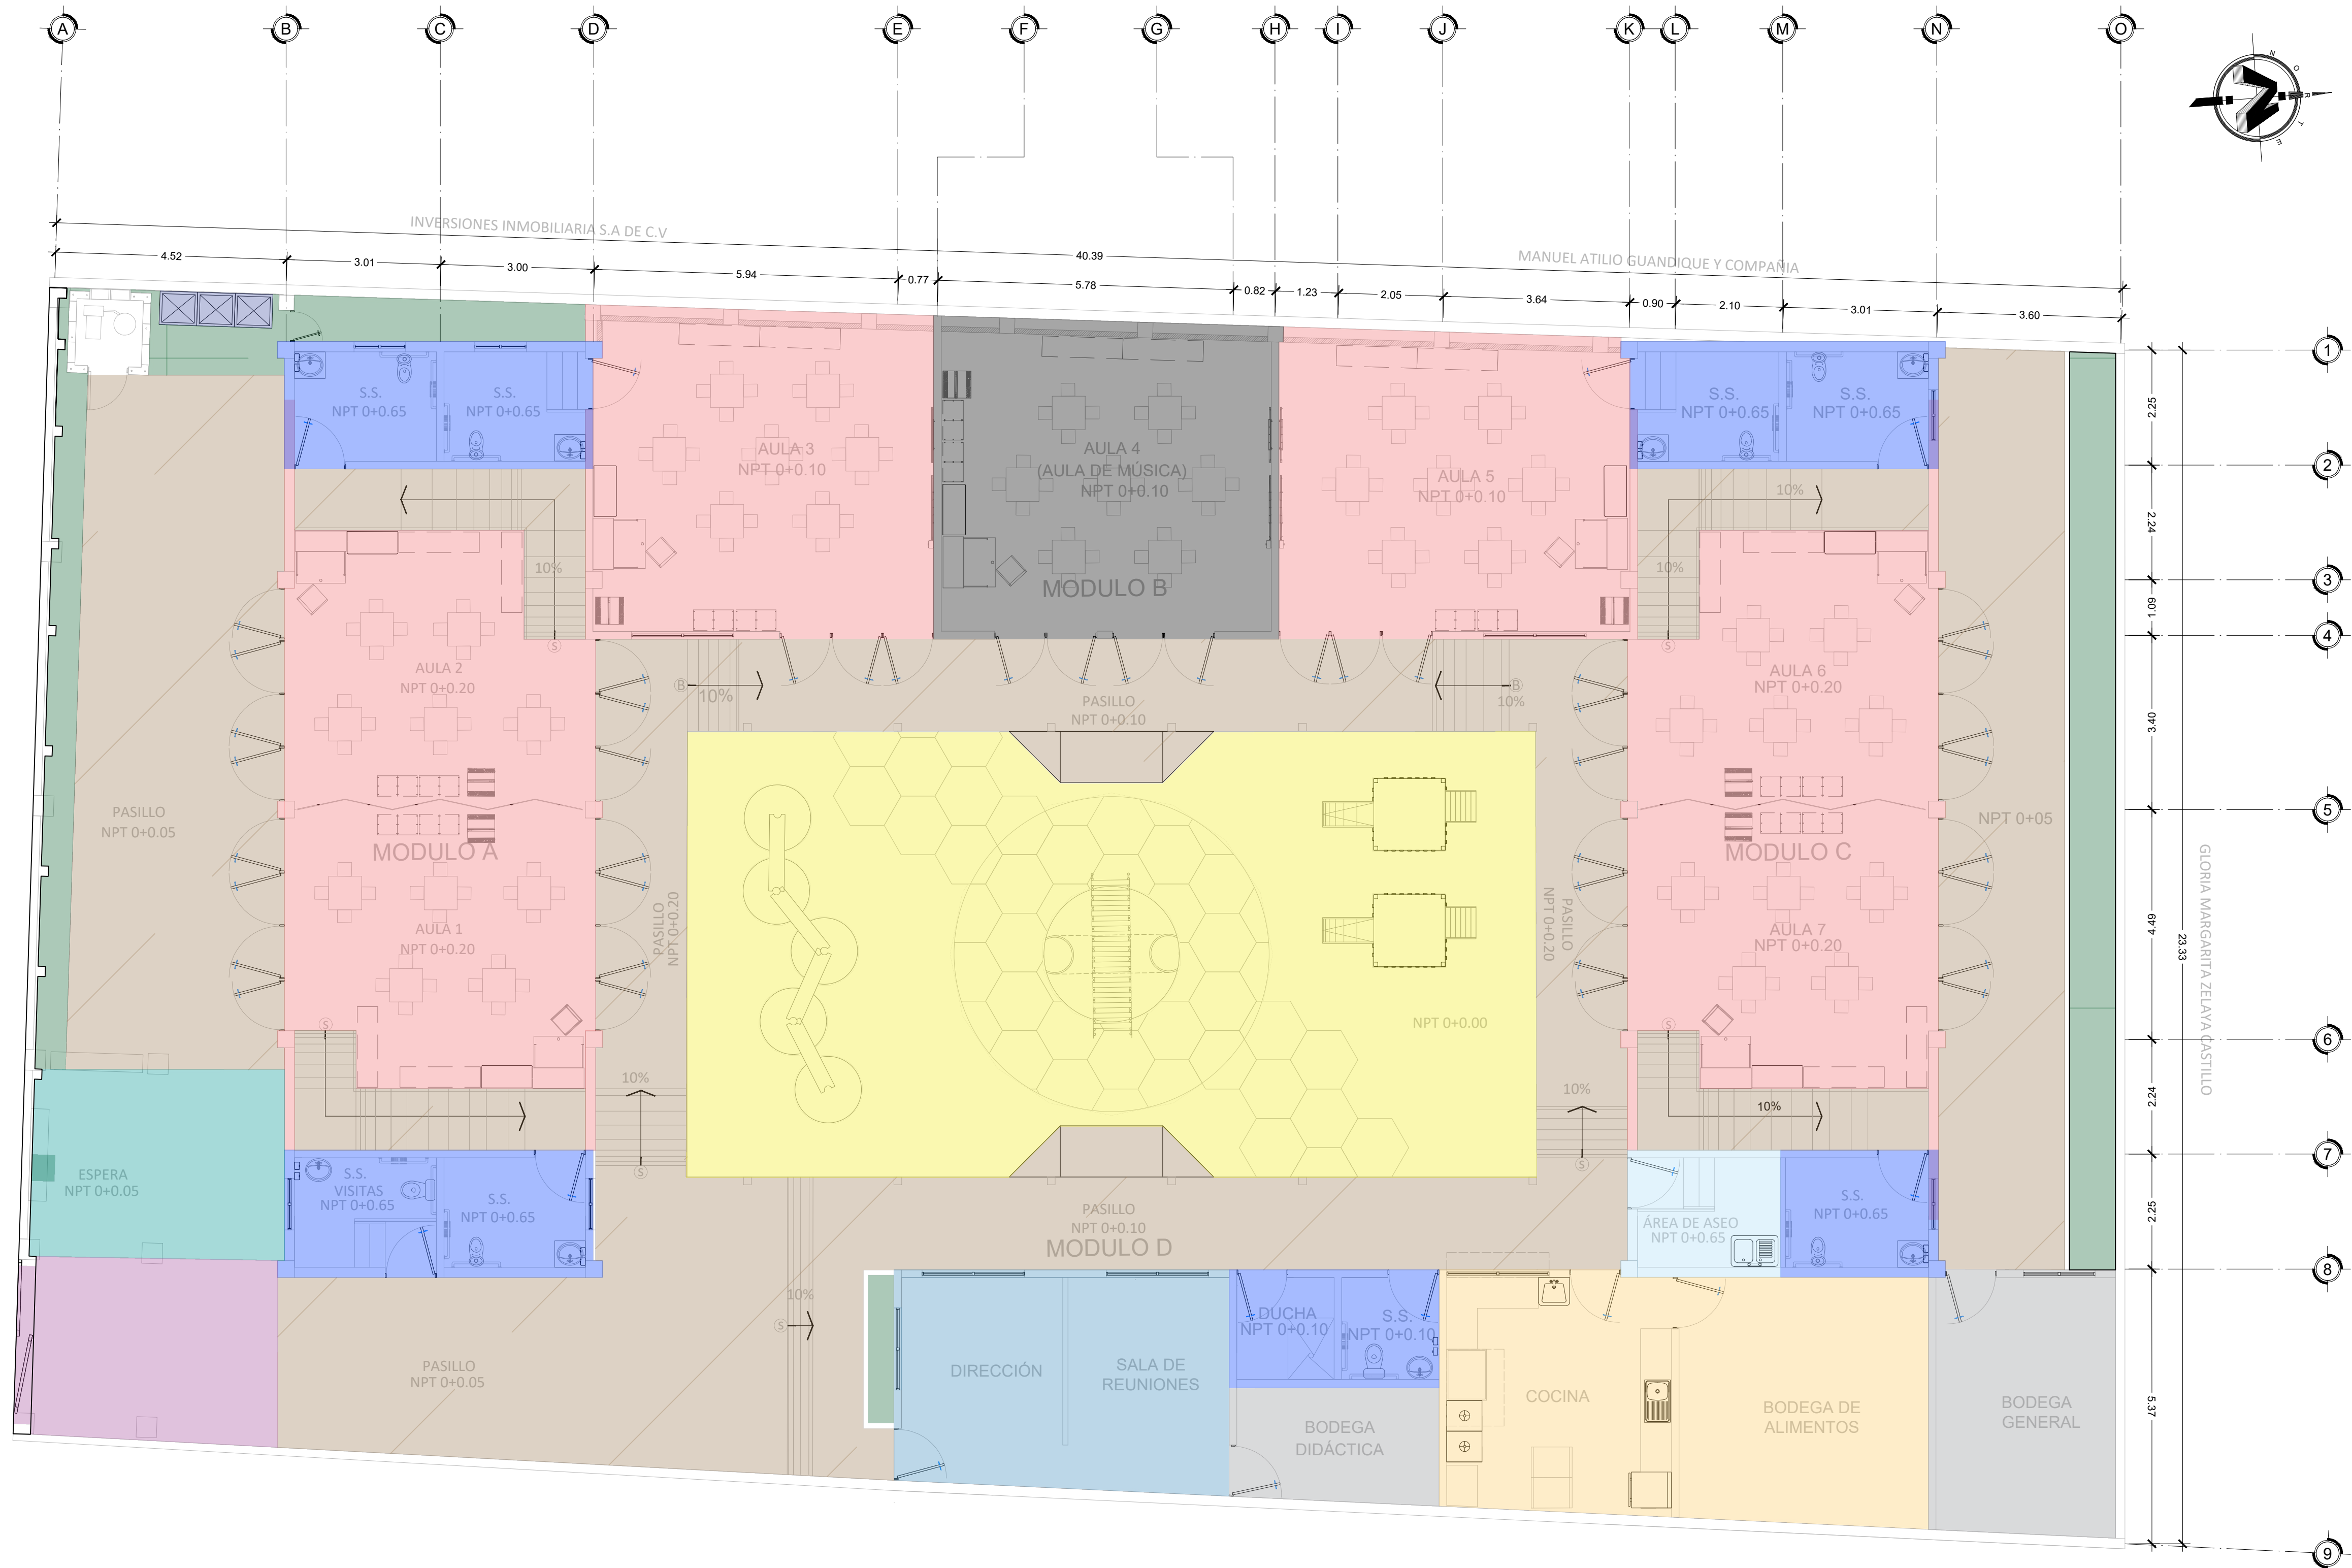 A B C D E F G H I J K L M N O
N O R T E
INVERSIONES INMOBILIARIA S.A DE C.V
MANUEL ATILIO GUANDIQUE Y COMPAÑIA
40.39
4.52 3.01 3.00 5.94 0.77 5.78 0.82 1.23 2.05 3.64 0.90 2.10 3.01 3.60
1
2
3
4
5
6
7
8
9
2.25
2.24
1.09
3.40
4.49
2.24
2.25
5.37
23.33
GLORIA MARGARITA ZELAYA CASTILLO
S.S.
NPT 0+0.65
S.S.
NPT 0+0.65
AULA 3
NPT 0+0.10
AULA 4
(AULA DE MÚSICA)
NPT 0+0.10
MODULO B
AULA 5
NPT 0+0.10
S.S.
NPT 0+0.65
S.S.
NPT 0+0.65
10%
10%
10%
S
S
AULA 2
NPT 0+0.20
B 10%
PASILLO
NPT 0+0.10
B
10%
AULA 6
NPT 0+0.20
PASILLO
NPT 0+0.05
MODULO A
MODULO C
NPT 0+05
AULA 1
NPT 0+0.20
PASILLO
NPT 0+0.20
PASILLO
NPT 0+0.20
AULA 7
NPT 0+0.20
NPT 0+0.00
S
S
10%
10%
10%
S
S
ESPERA
NPT 0+0.05
S.S.
VISITAS
NPT 0+0.65
S.S.
NPT 0+0.65
PASILLO
NPT 0+0.10
MODULO D
ÁREA DE ASEO
NPT 0+0.65
S.S.
NPT 0+0.65
10%
S
PASILLO
NPT 0+0.05
DIRECCIÓN
SALA DE
REUNIONES
DUCHA
NPT 0+0.10
S.S.
NPT 0+0.10
BODEGA
DIDÁCTICA
COCINA
BODEGA DE
ALIMENTOS
BODEGA
GENERAL